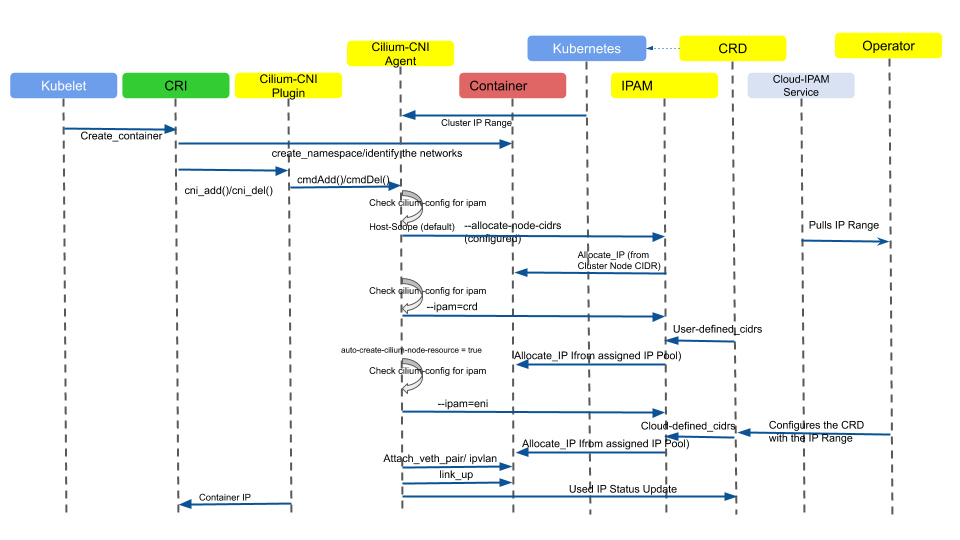 Kubelet
CRI
Cilium-CNI
Plugin
Cilium-CNI
Agent
Container
Kubernetes
IPAM
CRD
Cloud-IPAM
Service
Operator
Cluster IP Range
Create_container
create_namespace/identify the networks
cni_add()/cni_del()
cmdAdd()/cmdDel()
Check cilium-config for ipam
Host-Scope (default)
--allocate-node-cidrs
(configured)
Pulls IP Range
Allocate_IP (from
Cluster Node CIDR)
Check cilium-config for ipam
--ipam=crd
User-defined_cidrs
auto-create-cilium-node-resource = true
Allocate_IP Ifrom assigned IP Pool)
Check cilium-config for ipam
--ipam=eni
Cloud-defined_cidrs
Configures the CRD
with the IP Range
Allocate_IP Ifrom assigned IP Pool)
Attach_veth_pair/ ipvlan
link_up
Used IP Status Update
Container IP